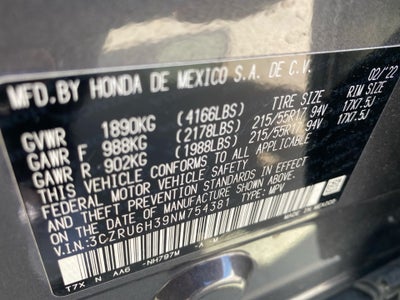 MFD.BY HONDA DE MEXICO S.A. DE C.V. 02/'22
TIRE SIZE RIM SIZE
GVWR 1890KG (4166LBS)
GAWR F 988KG (2178LBS) 215/55R17 94V 17X7.5J
GAWR R 902KG (1988LBS) 215/55R17 94V 17X7.5J
THIS VEHICLE CONFORMS TO ALL APPLICABLE
FEDERAL MOTOR VEHICLE SAFETY, BUMPER,
AND THEFT PREVENTION STANDARDS IN
EFFECT ON THE DATE OF MANUFACTURE
SHOWN ABOVE.
V.I.N.:3CZRU6H39NM754381 TYPE: MPV
T7X N AA6 -NH797M -A -M